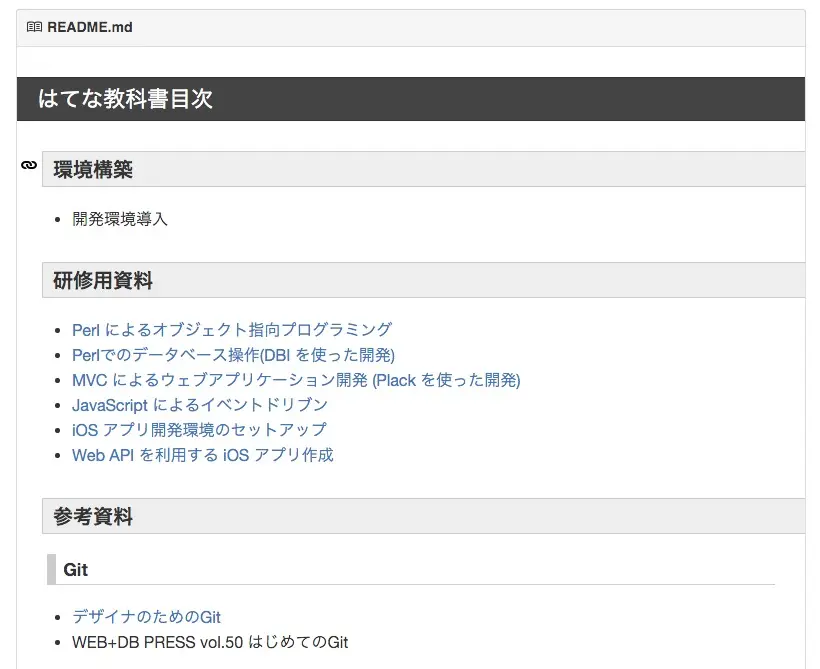 README.md
はてな教科書目次
環境構築
開発環境導入
研修用資料
Perl によるオブジェクト指向プログラミング
Perlでのデータベース操作(DBI を使った開発)
MVC によるウェブアプリケーション開発 (Plack を使った開発)
JavaScript によるイベントドリブン
iOS アプリ開発環境のセットアップ
Web API を利用する iOS アプリ作成
参考資料
Git
デザイナのためのGit
WEB+DB PRESS vol.50 はじめてのGit